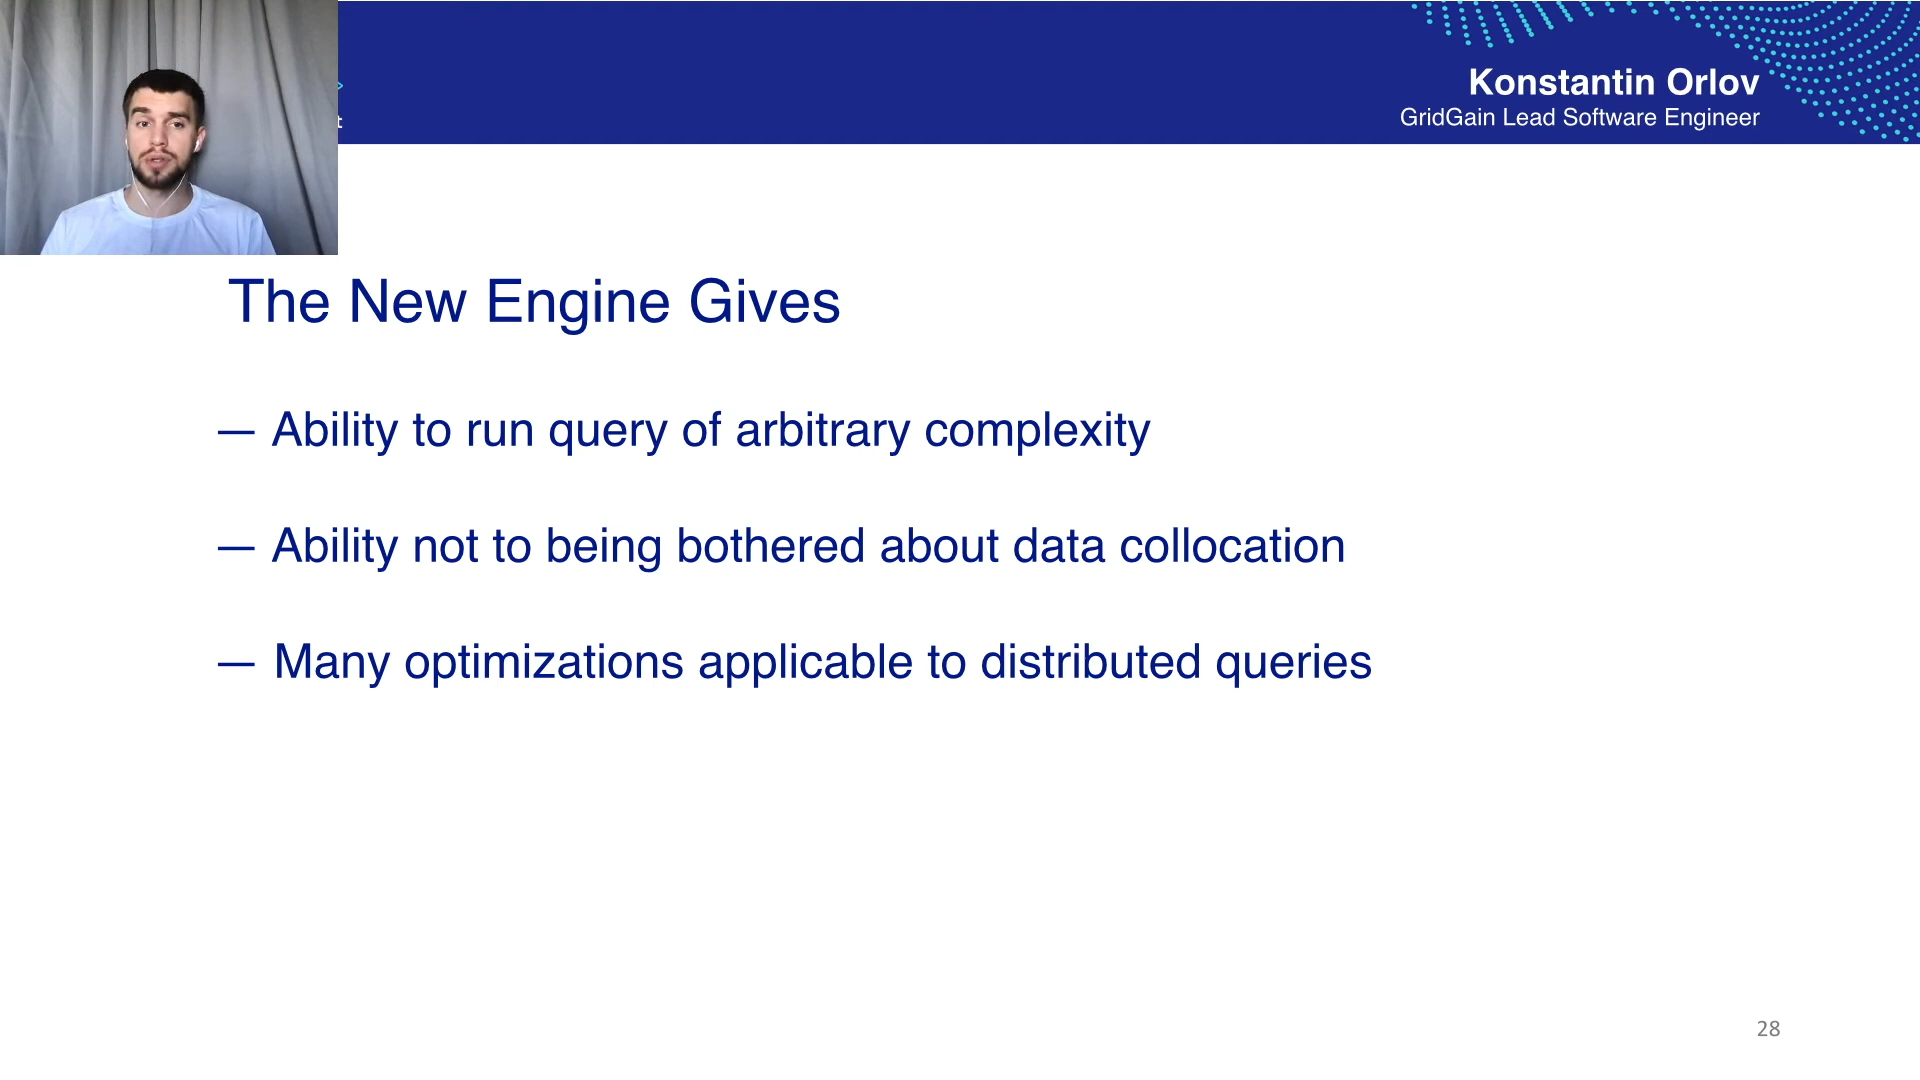 Konstantin Orlov
GridGain Lead Software Engineer
The New Engine Gives
— Ability to run query of arbitrary complexity
— Ability not to being bothered about data collocation
— Many optimizations applicable to distributed queries
28